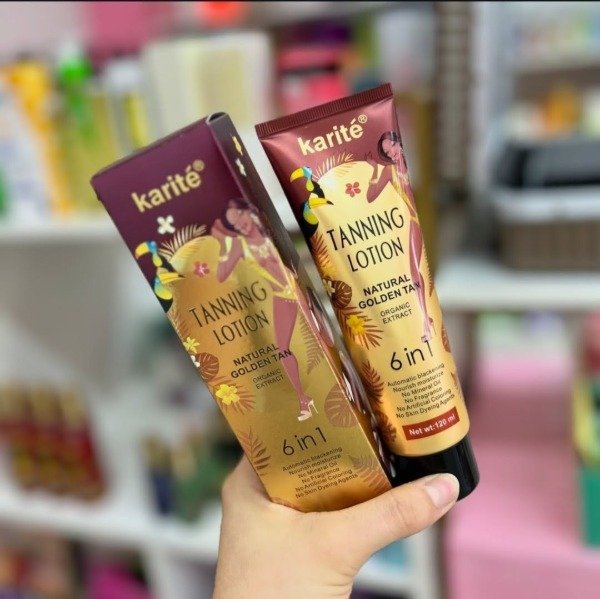 karité®
TANNING
LOTION
NATURAL
GOLDEN TAN
ORGANIC
EXTRACT
6 in 1
Automatic blackening
Nourish moisturize
No Mineral Oil
No Fragrance
No Artificial Coloring
No Skin Dyeing Agents
karité®
TANNING
LOTION
NATURAL
GOLDEN TAN
ORGANIC
EXTRACT
6 in 1
Automatic blackening
Nourish moisturize
No Mineral Oil
No Fragrance
No Artificial Coloring
No Skin Dyeing Agents
Net wt: 120 ml